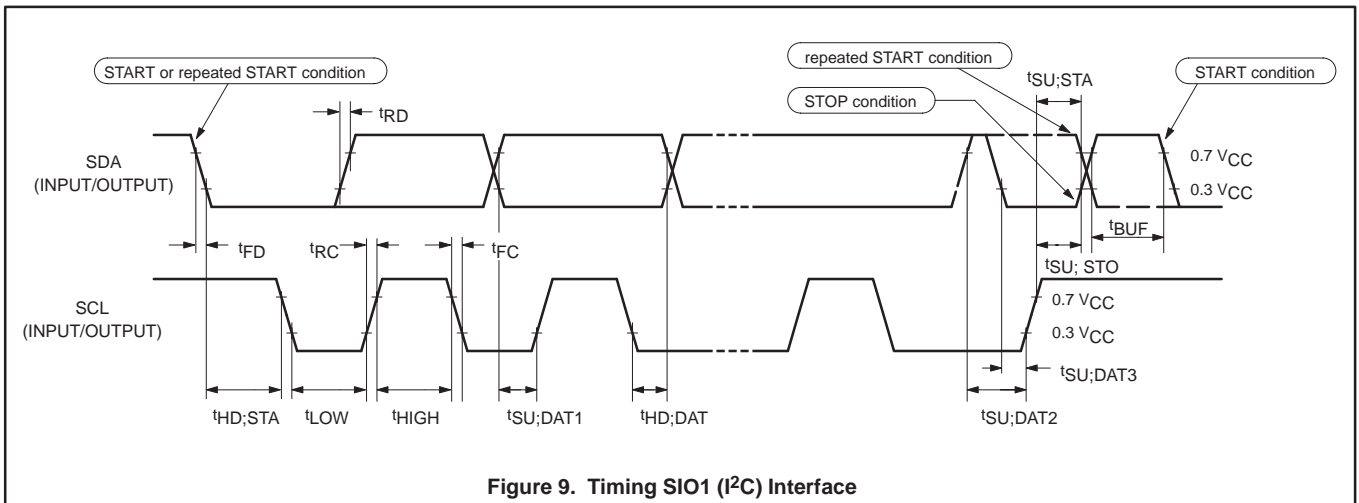 START or repeated START condition
repeated START condition
tSU;STA
START condition
STOP condition
tRD
SDA
(INPUT/OUTPUT)
0.7 VCC
0.3 VCC
tFD
tRC
tFC
tBUF
tSU; STO
SCL
(INPUT/OUTPUT)
0.7 VCC
0.3 VCC
tSU;DAT3
tHD;STA
tLOW
tHIGH
tSU;DAT1
tHD;DAT
tSU;DAT2
Figure 9. Timing SIO1 (I2C) Interface